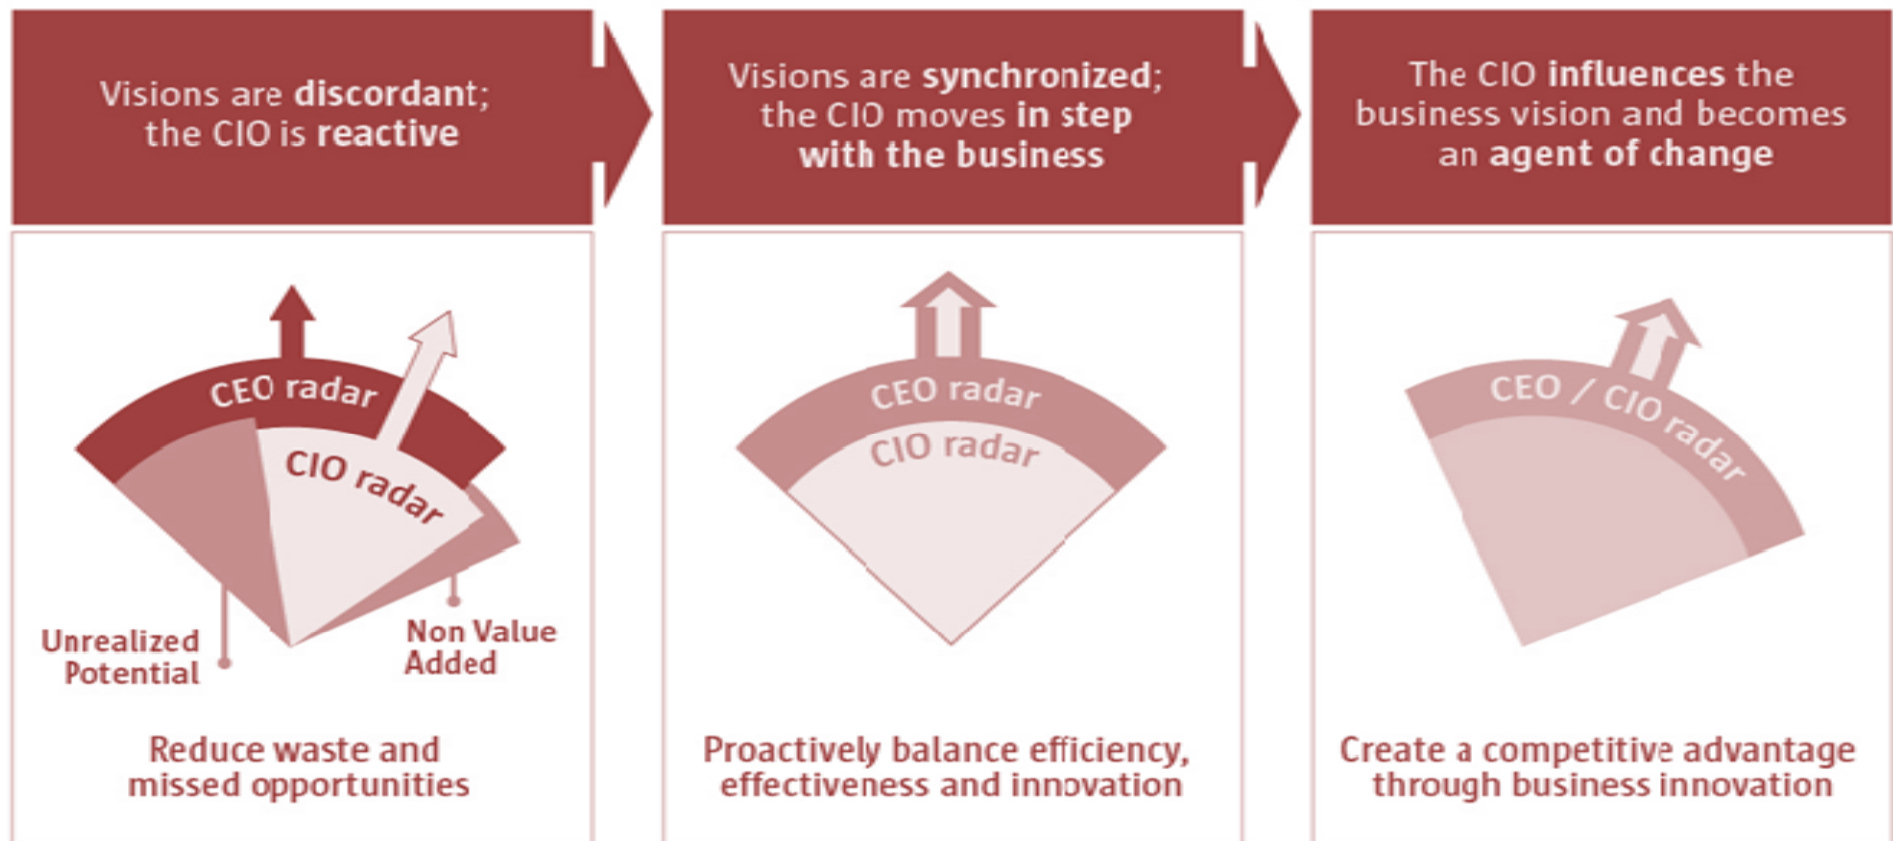 Visions are discordant;
the CIO is reactive
CEO radar
CIO radar
Unrealized
Potential
Non Value
Added
Reduce waste and
missed opportunities
Visions are synchronized;
the CIO moves in step
with the business
CEO radar
CIO radar
Proactively balance efficiency,
effectiveness and innovation
The CIO influences the
business vision and becomes
an agent of change
CEO / CIO radar
Create a competitive advantage
through business innovation